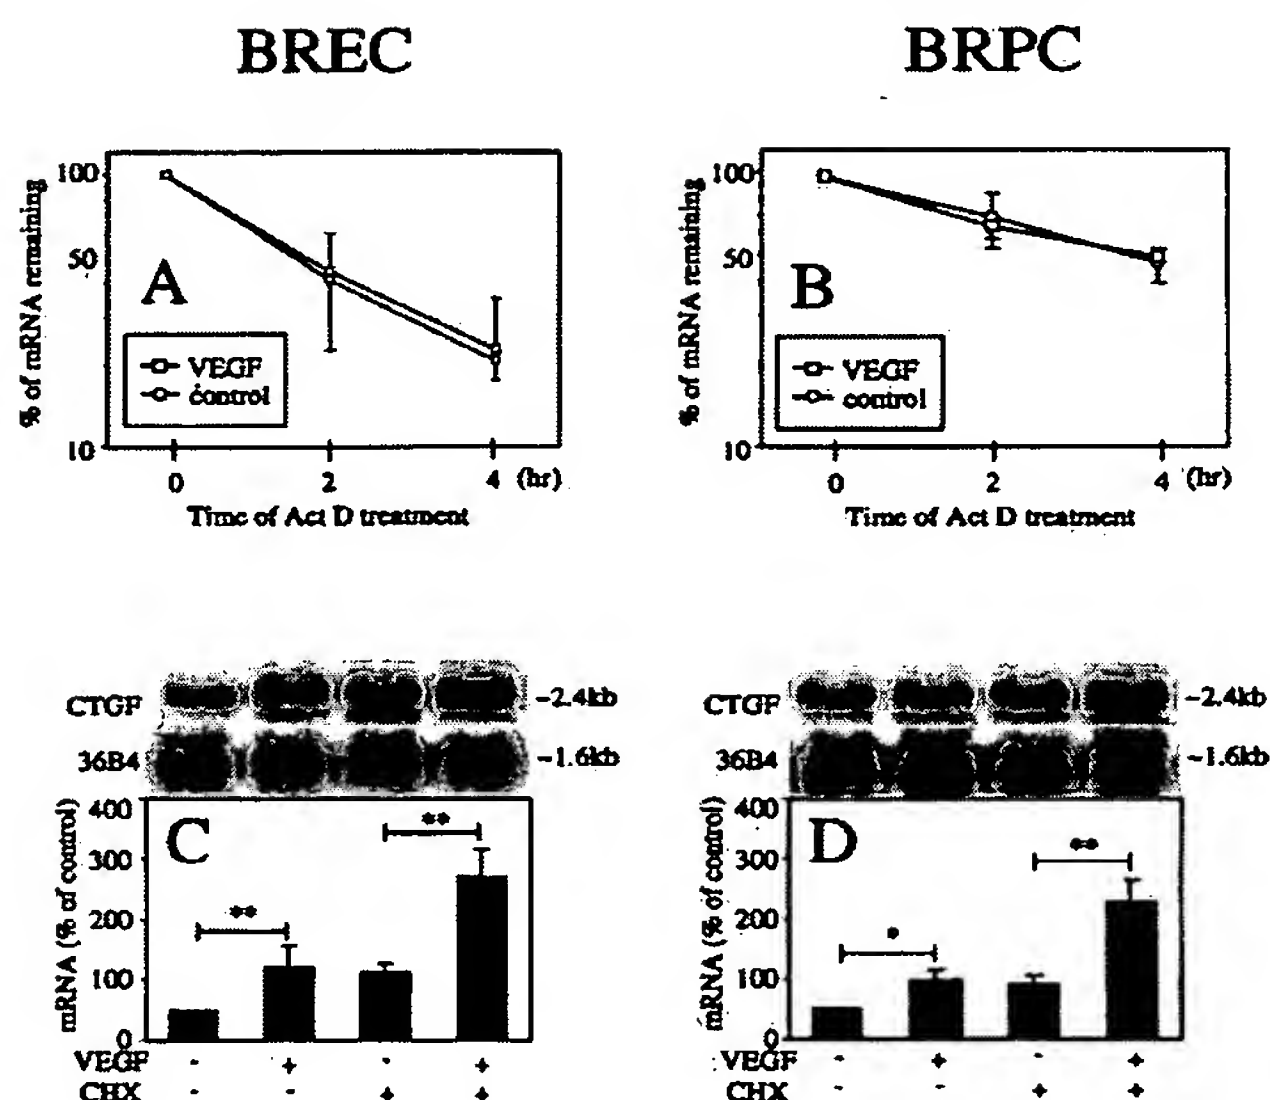 BREC
BRPC
% of mRNA remaining
100
50
10
A
VEGF
control
0 2 4 (hr)
Time of Act D treatment
% of mRNA remaining
100
50
10
B
VEGF
control
0 2 4 (hr)
Time of Act D treatment
CTGF -2.4kb
36B4 -1.6kb
mRNA (% of control)
400
300
200
100
0
C
**
**
VEGF - + - +
CHX - - + +
CTGF -2.4kb
36B4 -1.6kb
mRNA (% of control)
400
300
200
100
0
D
*
**
VEGF - + - +
CHX - - + +